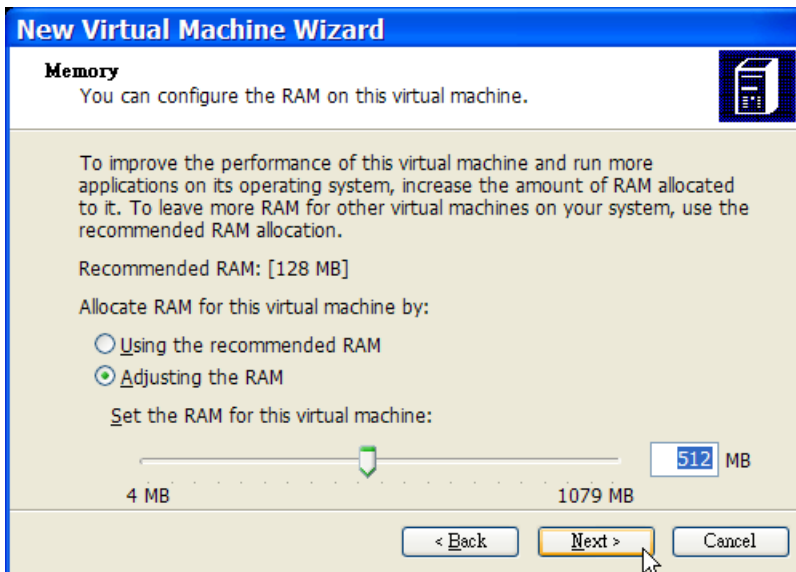 New Virtual Machine Wizard
Memory
You can configure the RAM on this virtual machine.
To improve the performance of this virtual machine and run more
applications on its operating system, increase the amount of RAM allocated
to it. To leave more RAM for other virtual machines on your system, use the
recommended RAM allocation.
Recommended RAM: [128 MB]
Allocate RAM for this virtual machine by:
Using the recommended RAM
Adjusting the RAM
Set the RAM for this virtual machine:
512 MB
4 MB 1079 MB
< Back Next > Cancel